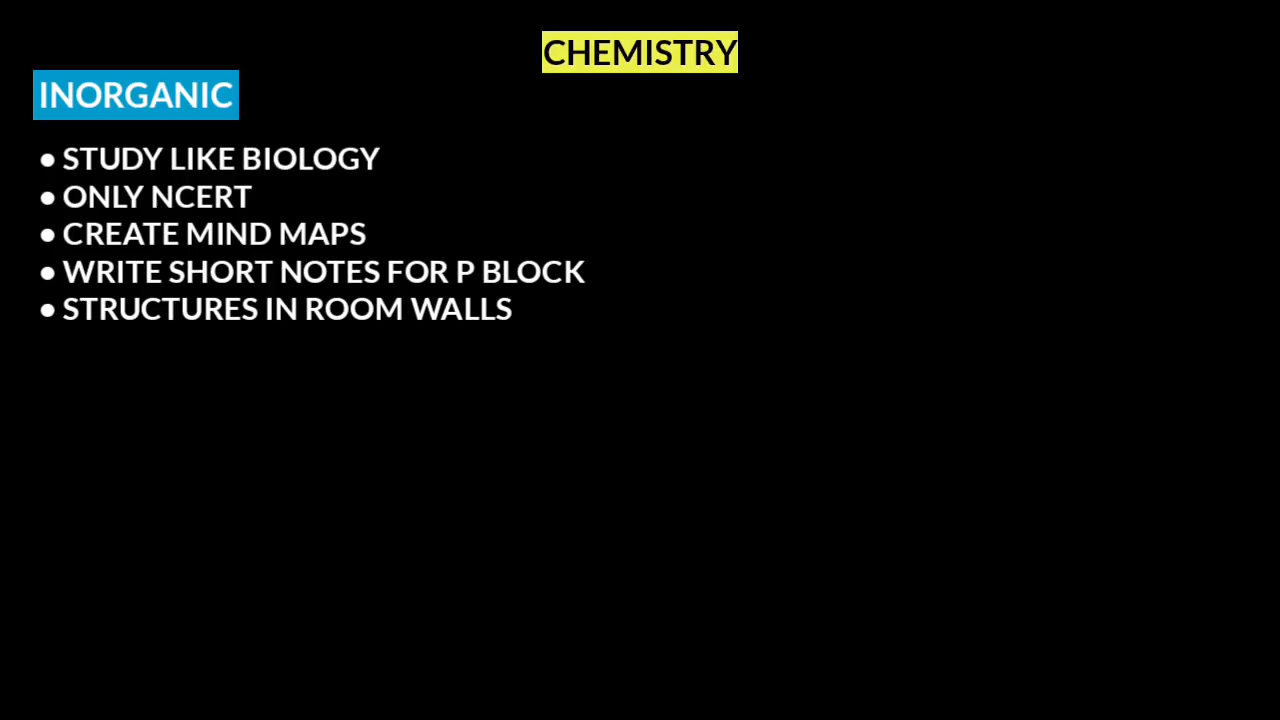 CHEMISTRY
INORGANIC
● STUDY LIKE BIOLOGY
● ONLY NCERT
● CREATE MIND MAPS
● WRITE SHORT NOTES FOR P BLOCK
● STRUCTURES IN ROOM WALLS